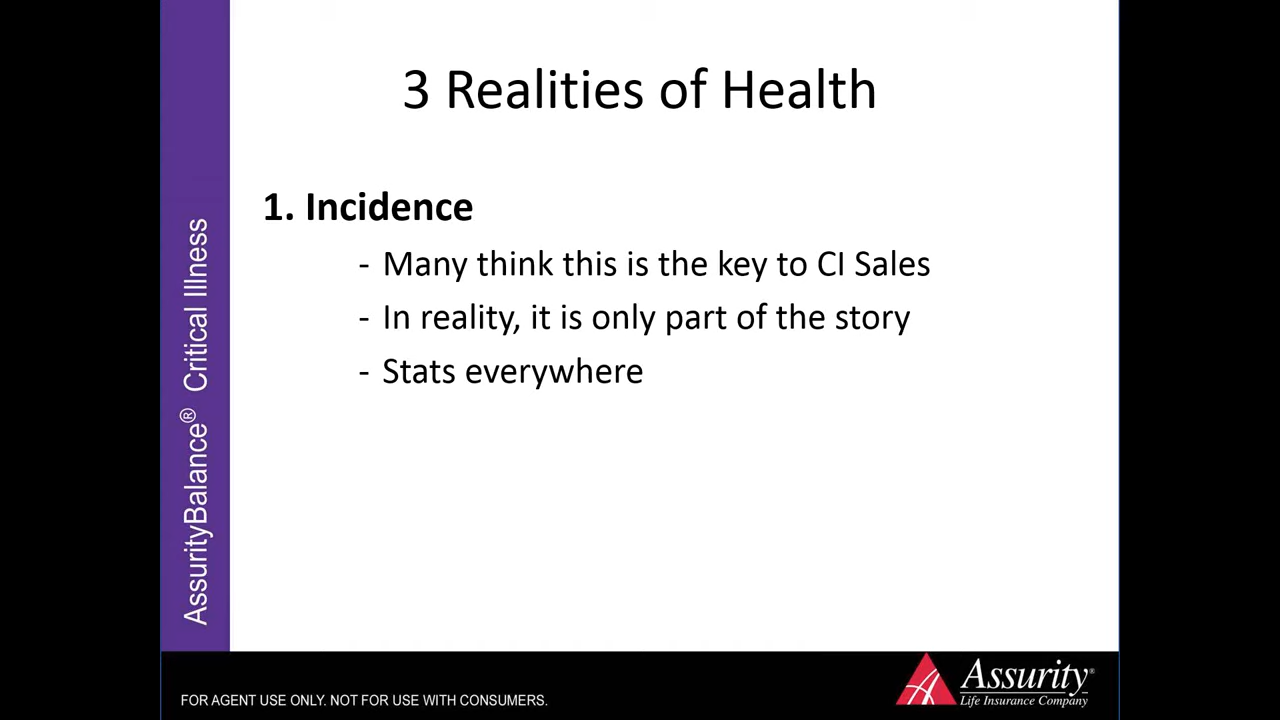 3 Realities of Health
1. Incidence
- Many think this is the key to CI Sales
- In reality, it is only part of the story
- Stats everywhere
AssurityBalance® Critical Illness
FOR AGENT USE ONLY. NOT FOR USE WITH CONSUMERS.
Assurity®
Life Insurance Company